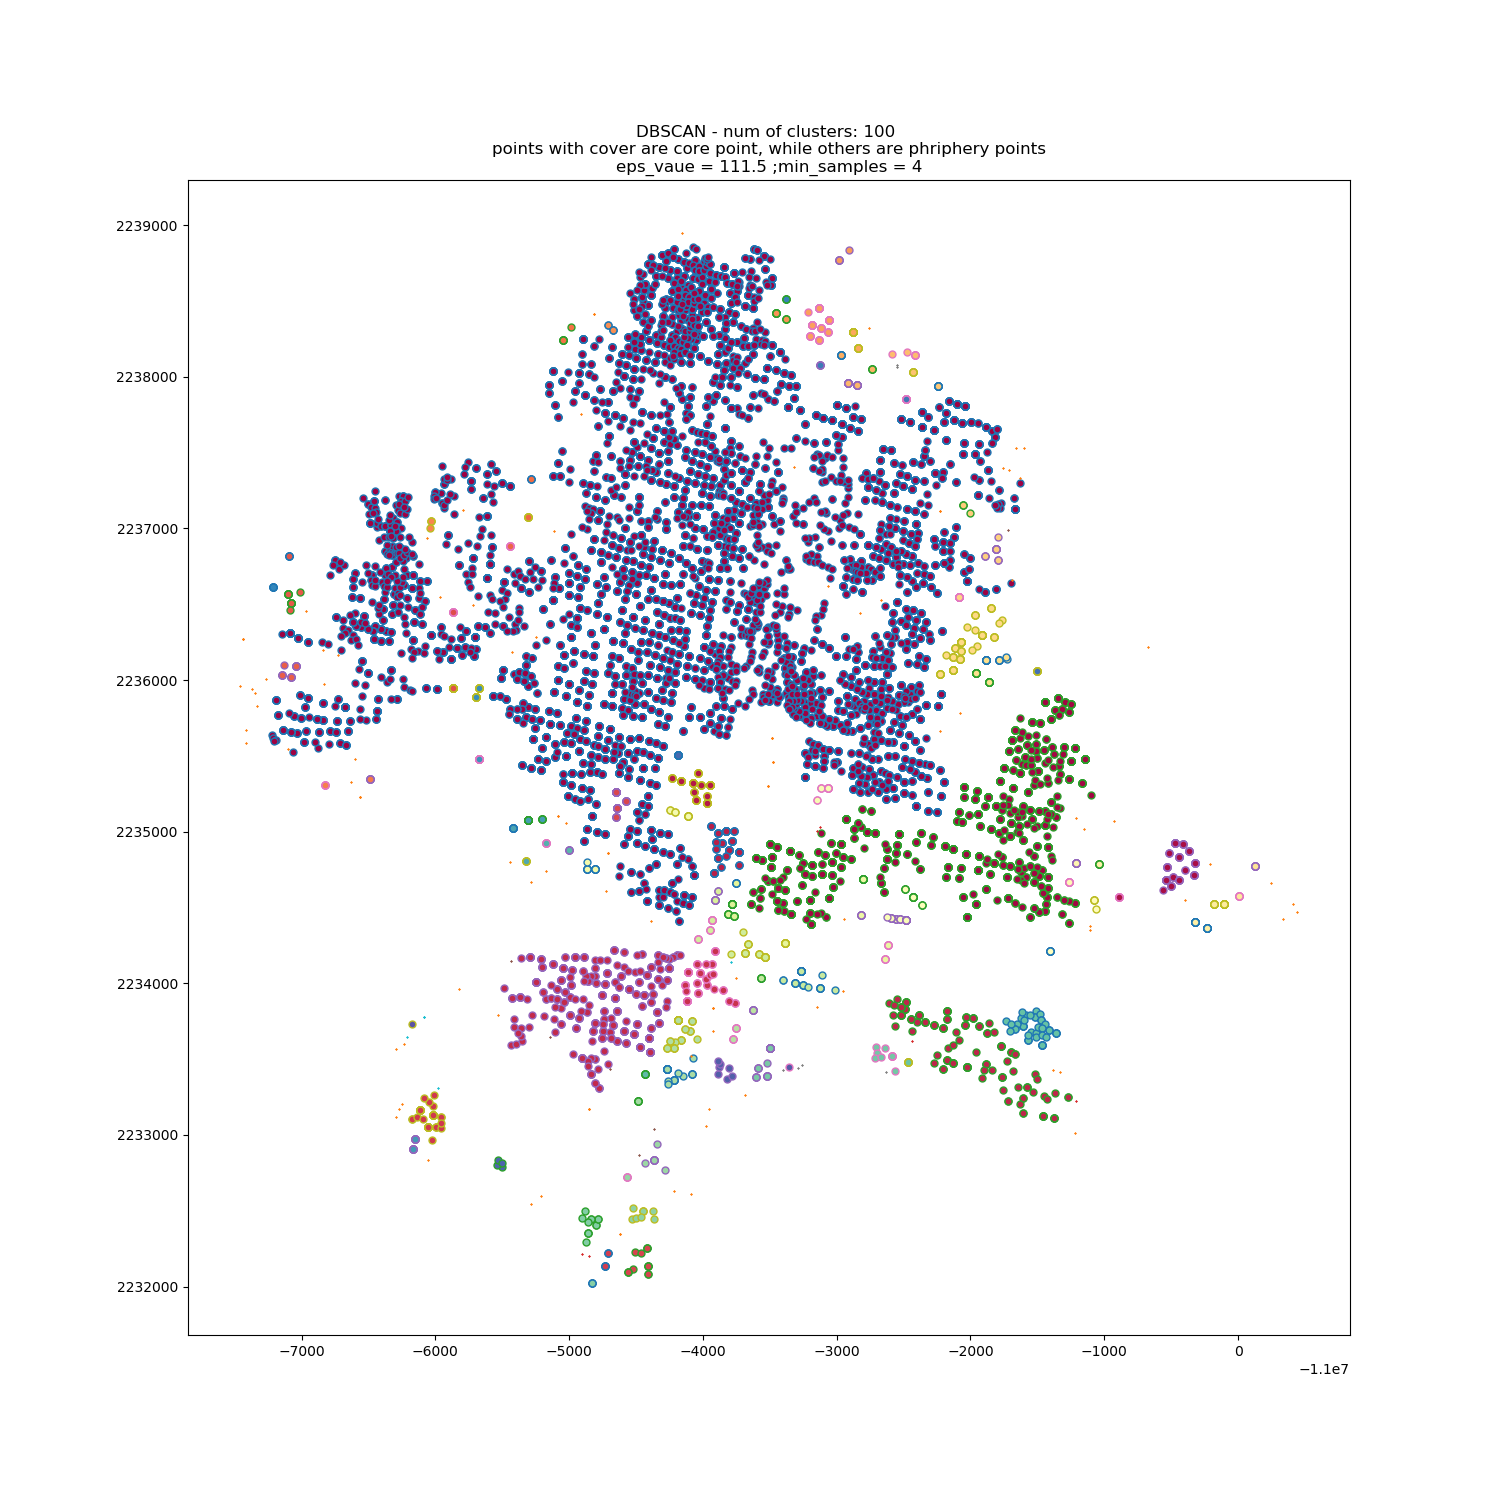 DBSCAN - num of clusters: 100
points with cover are core point, while others are phriphery points
eps_vaue = 111.5 ;min_samples = 4
2239000
2238000
2237000
2236000
2235000
2234000
2233000
2232000
−7000 −6000 −5000 −4000 −3000 −2000 −1000 0
−1.1e7